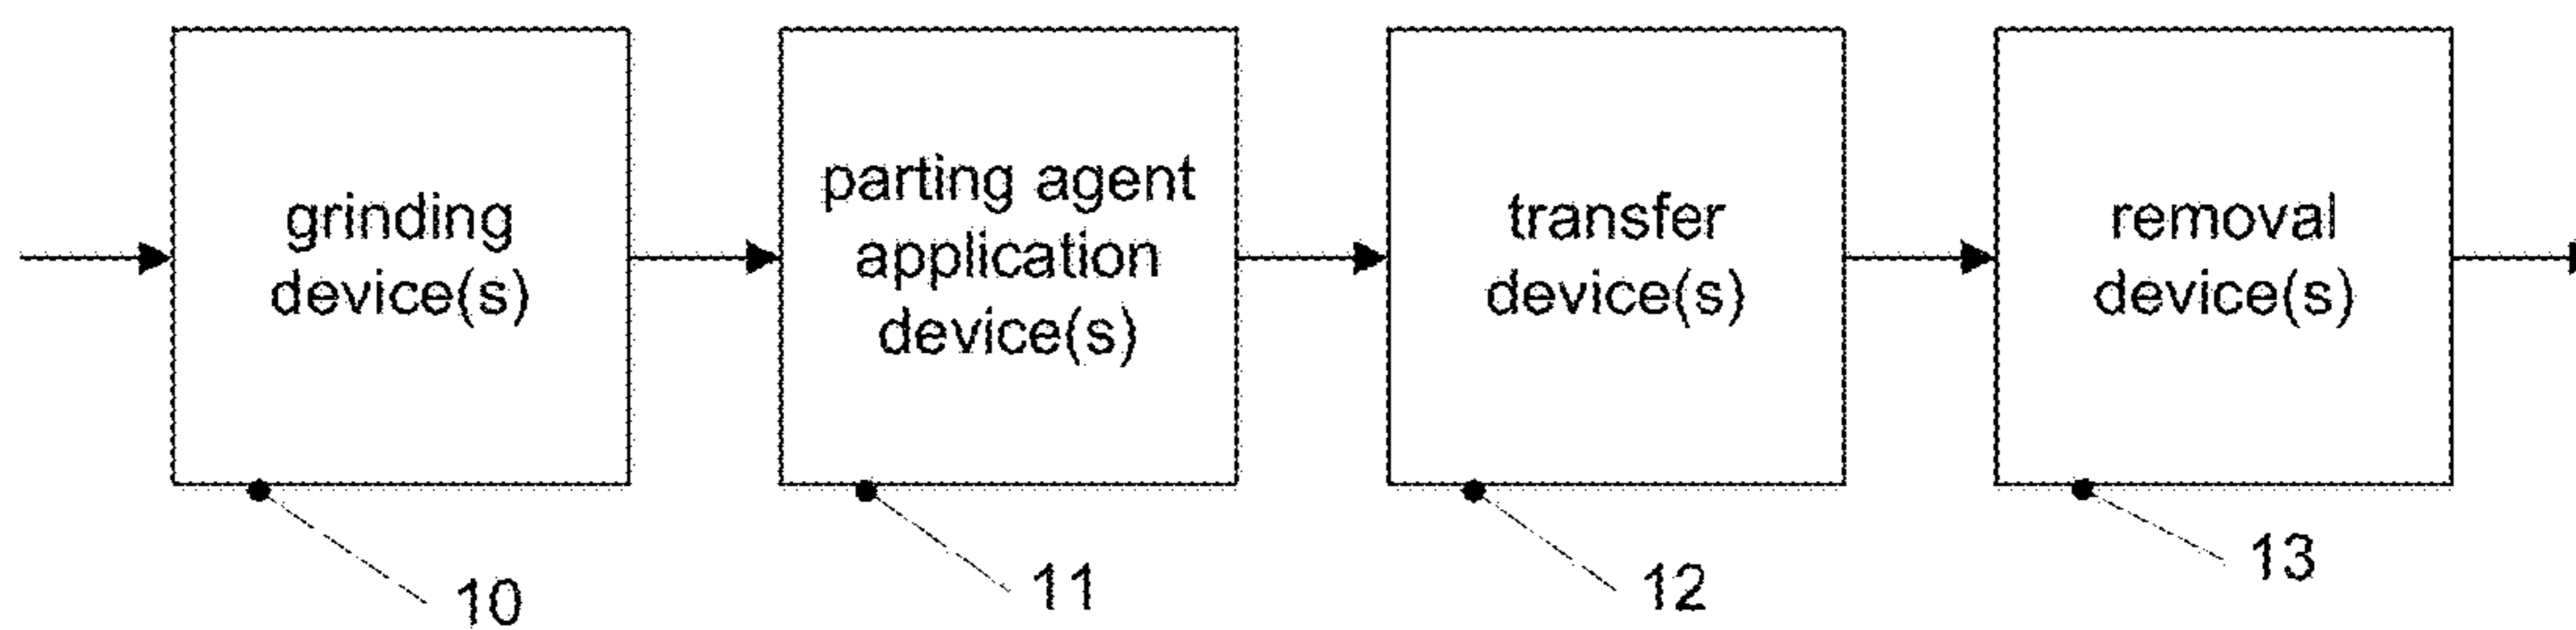 grinding
device(s)
parting agent
application
device(s)
transfer
device(s)
removal
device(s)
10
11
12
13